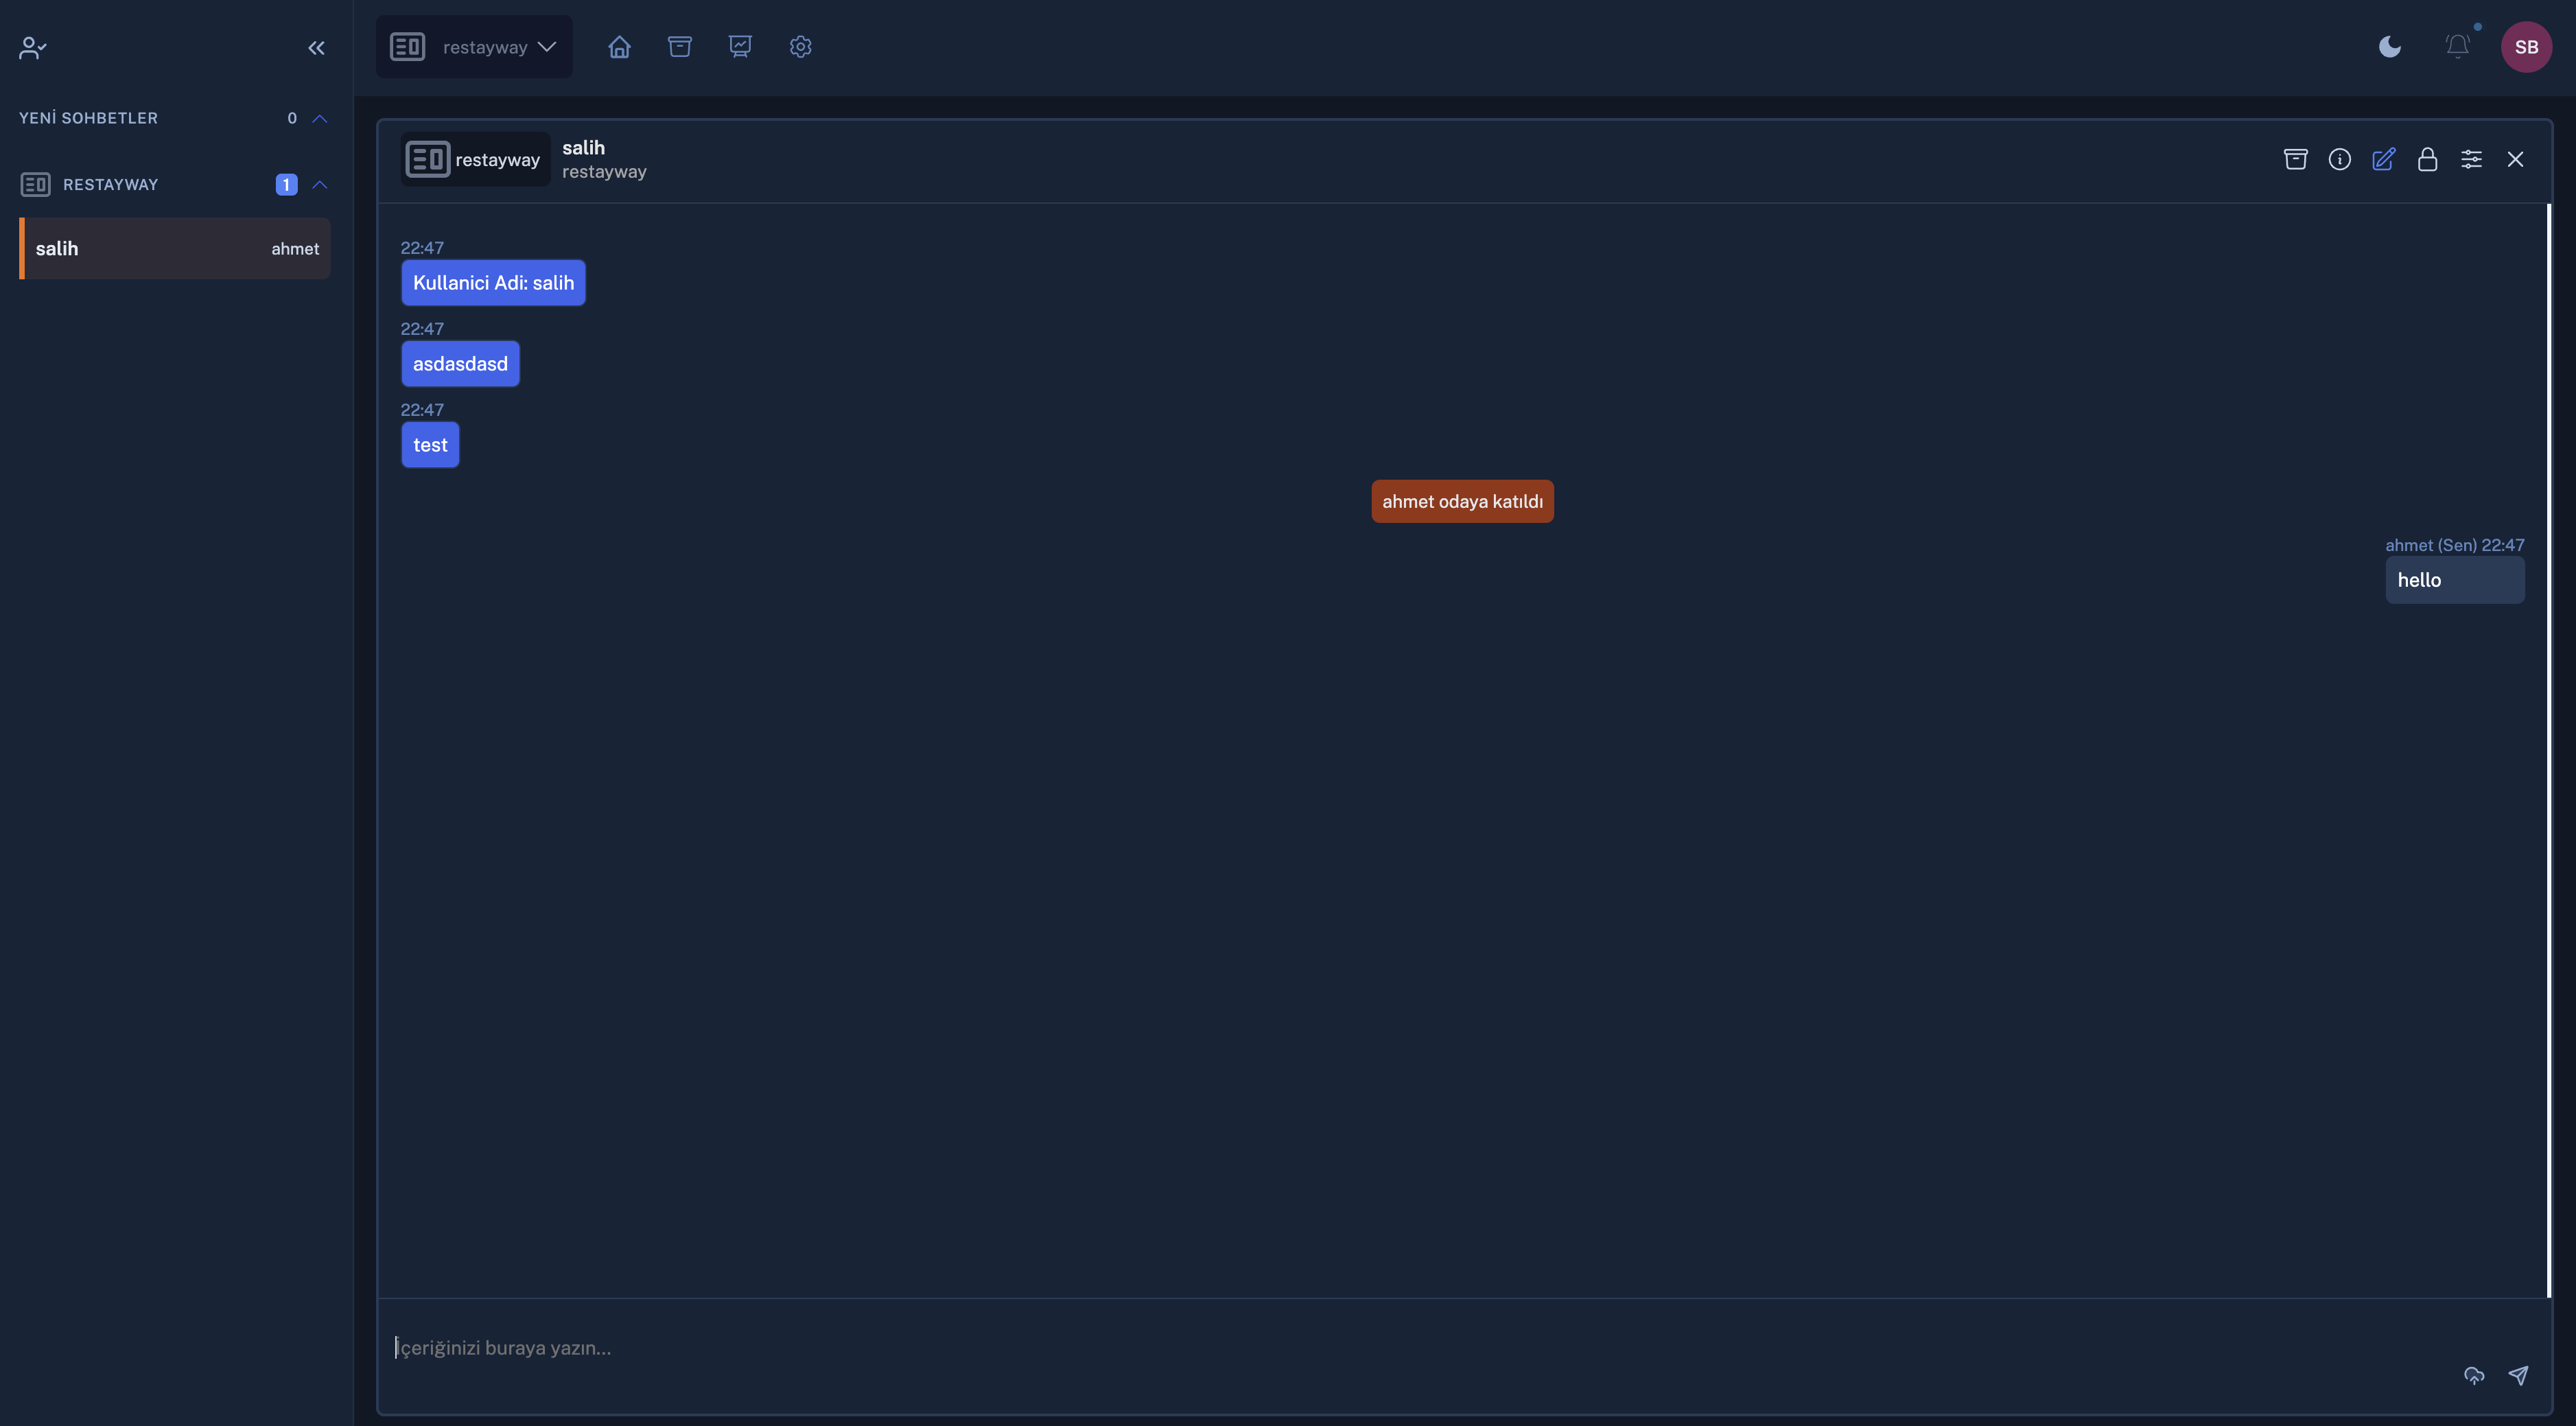 restayway
SB
YENİ SOHBETLER 0
RESTAYWAY 1
salih ahmet
restayway
salih
restayway
22:47
Kullanici Adi: salih
22:47
asdasdasd
22:47
test
ahmet odaya katıldı
ahmet (Sen) 22:47
hello
İçeriğinizi buraya yazın...